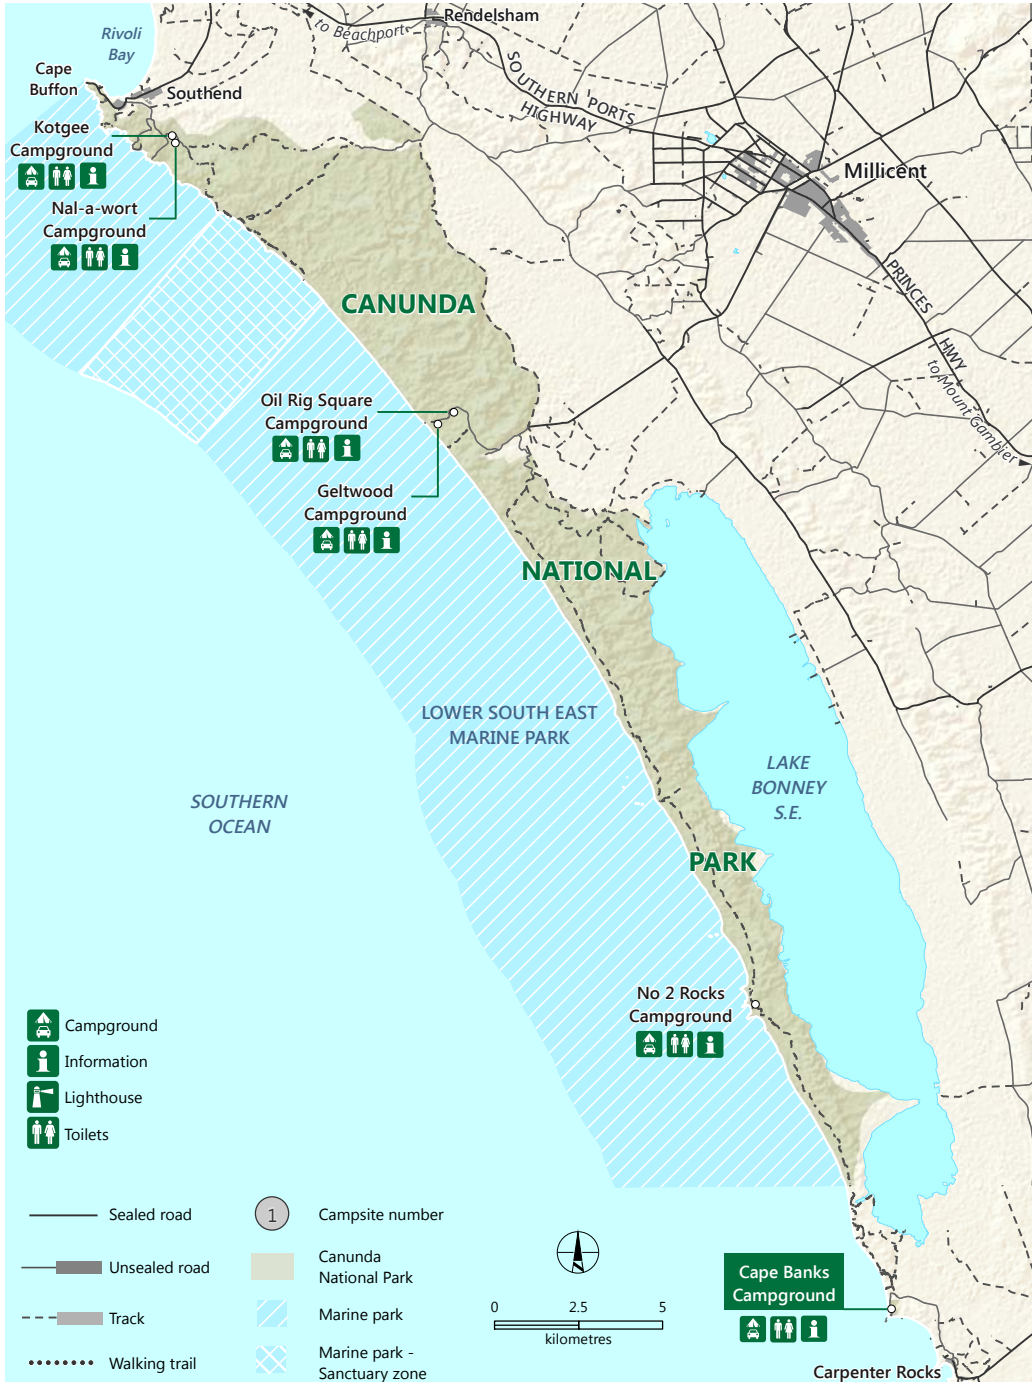 Rendelsham
to Beachport
Rivoli
Bay
Cape
Buffon
Southend
SOUTHERN PORTS
HIGHWAY
Kotgee
Campground
Millicent
Nal-a-wort
Campground
PRINCES
HWY
to Mount Gambier
CANUNDA
Oil Rig Square
Campground
Geltwood
Campground
NATIONAL
LOWER SOUTH EAST
MARINE PARK
LAKE
BONNEY
S.E.
SOUTHERN
OCEAN
PARK
No 2 Rocks
Campground
Campground
Information
Lighthouse
Toilets
Sealed road
Unsealed road
Track
Walking trail
1
Campsite number
Canunda
National Park
Marine park
Marine park -
Sanctuary zone
0 2.5 5
kilometres
Cape Banks
Campground
Carpenter Rocks